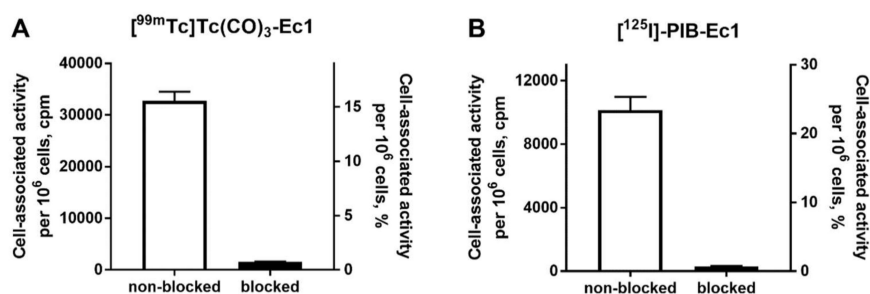 A
[⁹⁹ᵐTc]Tc(CO)₃-Ec1
Cell-associated activity
per 10⁶ cells, cpm
40000
30000
20000
10000
0
15
10
5
0
Cell-associated activity
per 10⁶ cells, %
non-blocked blocked
B
[¹²⁵I]-PIB-Ec1
Cell-associated activity
per 10⁶ cells, cpm
12000
8000
4000
0
30
20
10
0
Cell-associated activity
per 10⁶ cells, %
non-blocked blocked